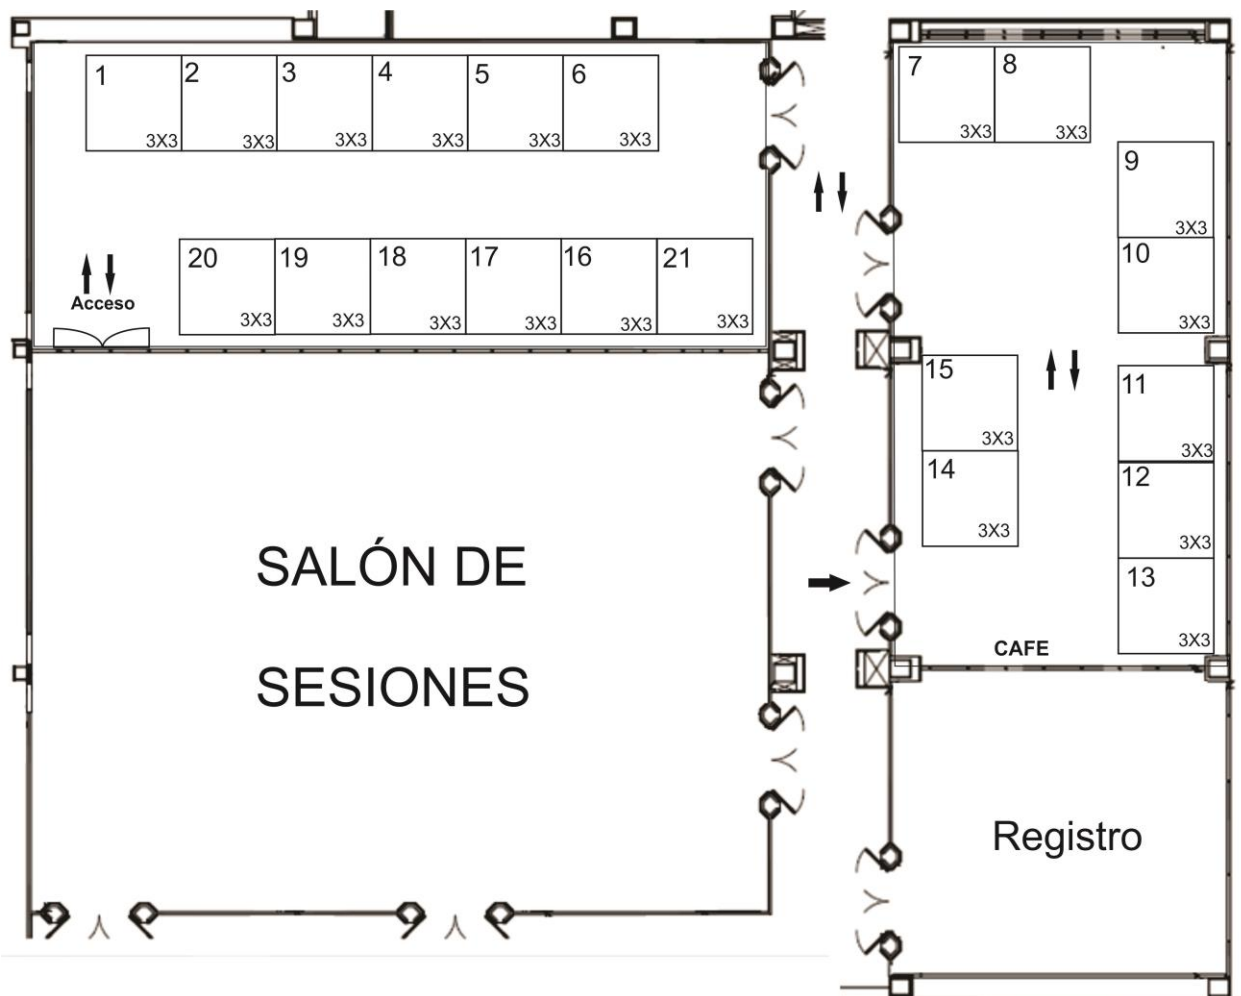 1 2 3 4 5 6
3X3 3X3 3X3 3X3 3X3 3X3
20 19 18 17 16 21
3X3 3X3 3X3 3X3 3X3 3X3
Acceso
SALÓN DE
SESIONES
7 8
3X3 3X3
9
3X3
10
3X3
15
3X3
14
3X3
11
3X3
12
3X3
13
3X3
CAFE
Registro